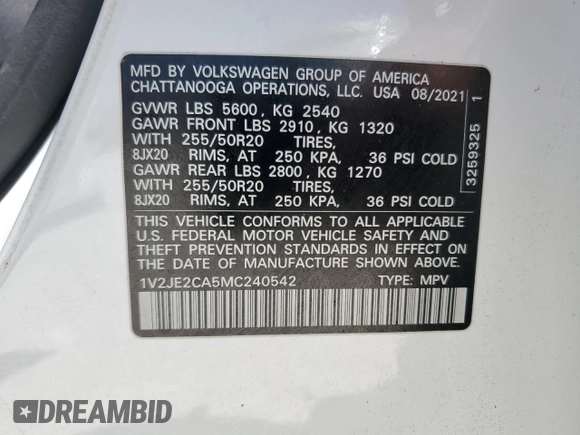 MFD BY VOLKSWAGEN GROUP OF AMERICA
CHATTANOOGA OPERATIONS, LLC. USA 08/2021
GVWR LBS 5600, KG 2540
GAWR FRONT LBS 2910, KG 1320
WITH 255/50R20 TIRES,
8JX20 RIMS, AT 250 KPA, 36 PSI COLD
GAWR REAR LBS 2800, KG 1270
WITH 255/50R20 TIRES,
8JX20 RIMS, AT 250 KPA, 36 PSI COLD
THIS VEHICLE CONFORMS TO ALL APPLICABLE
U.S. FEDERAL MOTOR VEHICLE SAFETY AND
THEFT PREVENTION STANDARDS IN EFFECT ON
DATE OF MANUFACTURE SHOWN ABOVE.
1V2JE2CA5MC240542 TYPE: MPV
3259325 1
DREAMBID